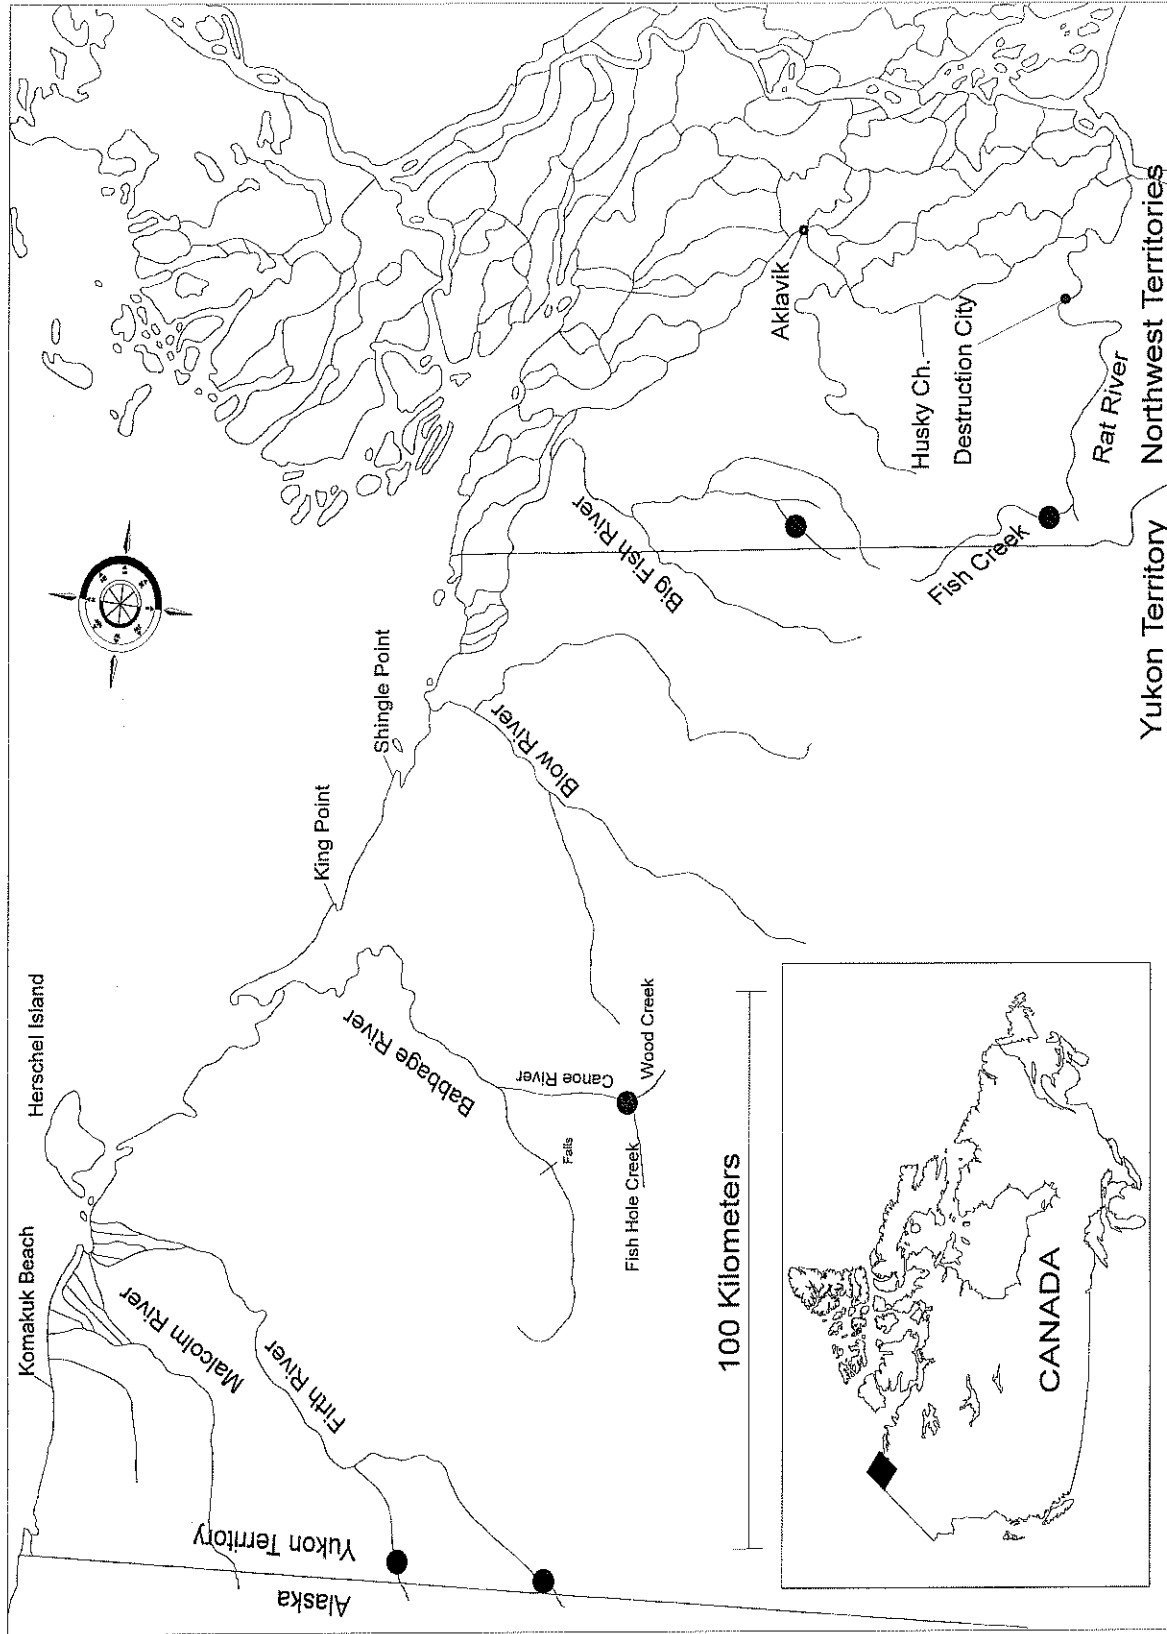 Komakuk Beach
Herschel Island
King Point
Shingle Point
Malcolm River
Firth River
Babbage River
Blow River
Big Fish River
Alaska
Yukon Territory
Falls
Canoe River
Fish Hole Creek
Wood Creek
Aklavik
Husky Ch.
Destruction City
Fish Creek
Rat River
Yukon Territory
Northwest Territories
100 Kilometers
CANADA